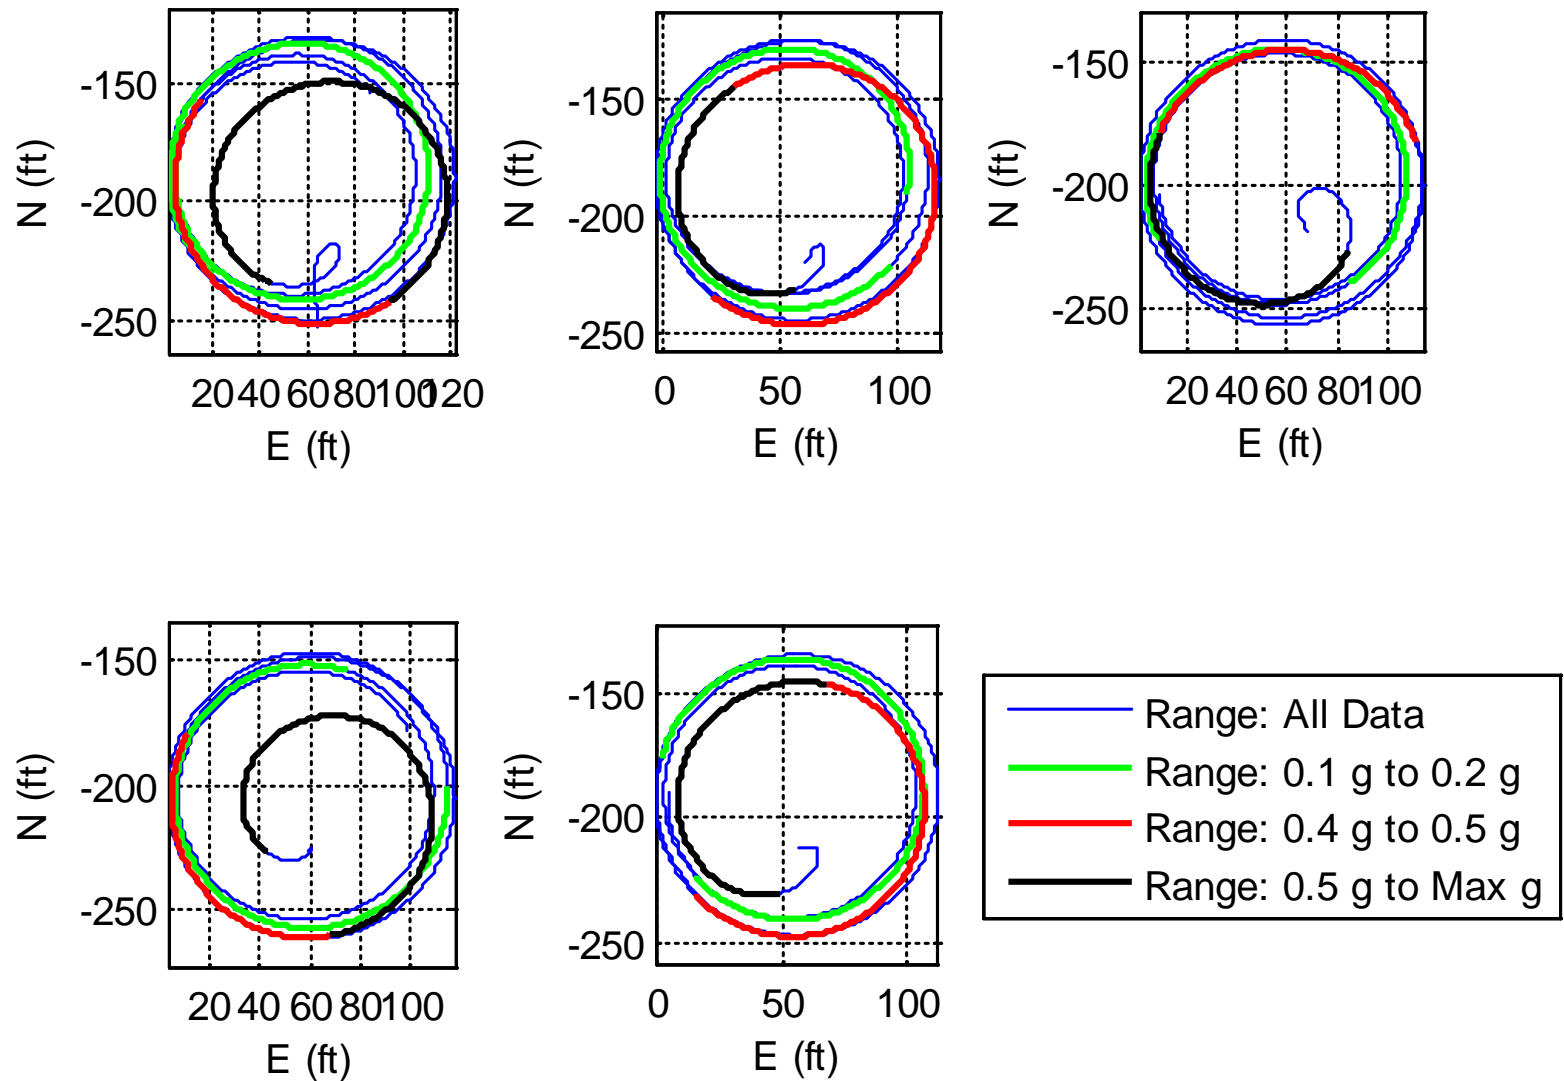 -150
-200
-250
N (ft)
20 40 60 80 100 120
E (ft)
-150
-200
-250
N (ft)
0 50 100
E (ft)
-150
-200
-250
N (ft)
20 40 60 80 100
E (ft)
-150
-200
-250
N (ft)
20 40 60 80 100
E (ft)
-150
-200
-250
N (ft)
0 50 100
E (ft)
Range: All Data
Range: 0.1 g to 0.2 g
Range: 0.4 g to 0.5 g
Range: 0.5 g to Max g